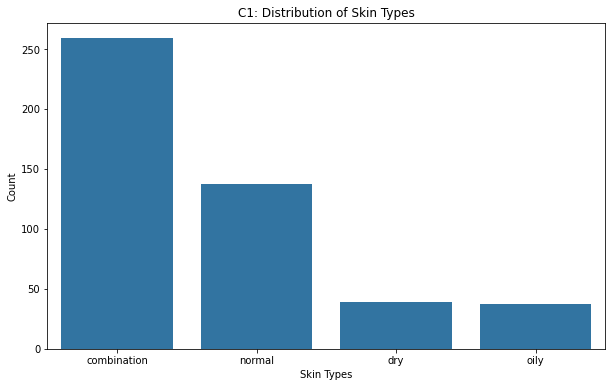 C1: Distribution of Skin Types
250
200
150
100
50
0
Count
combination normal dry oily
Skin Types